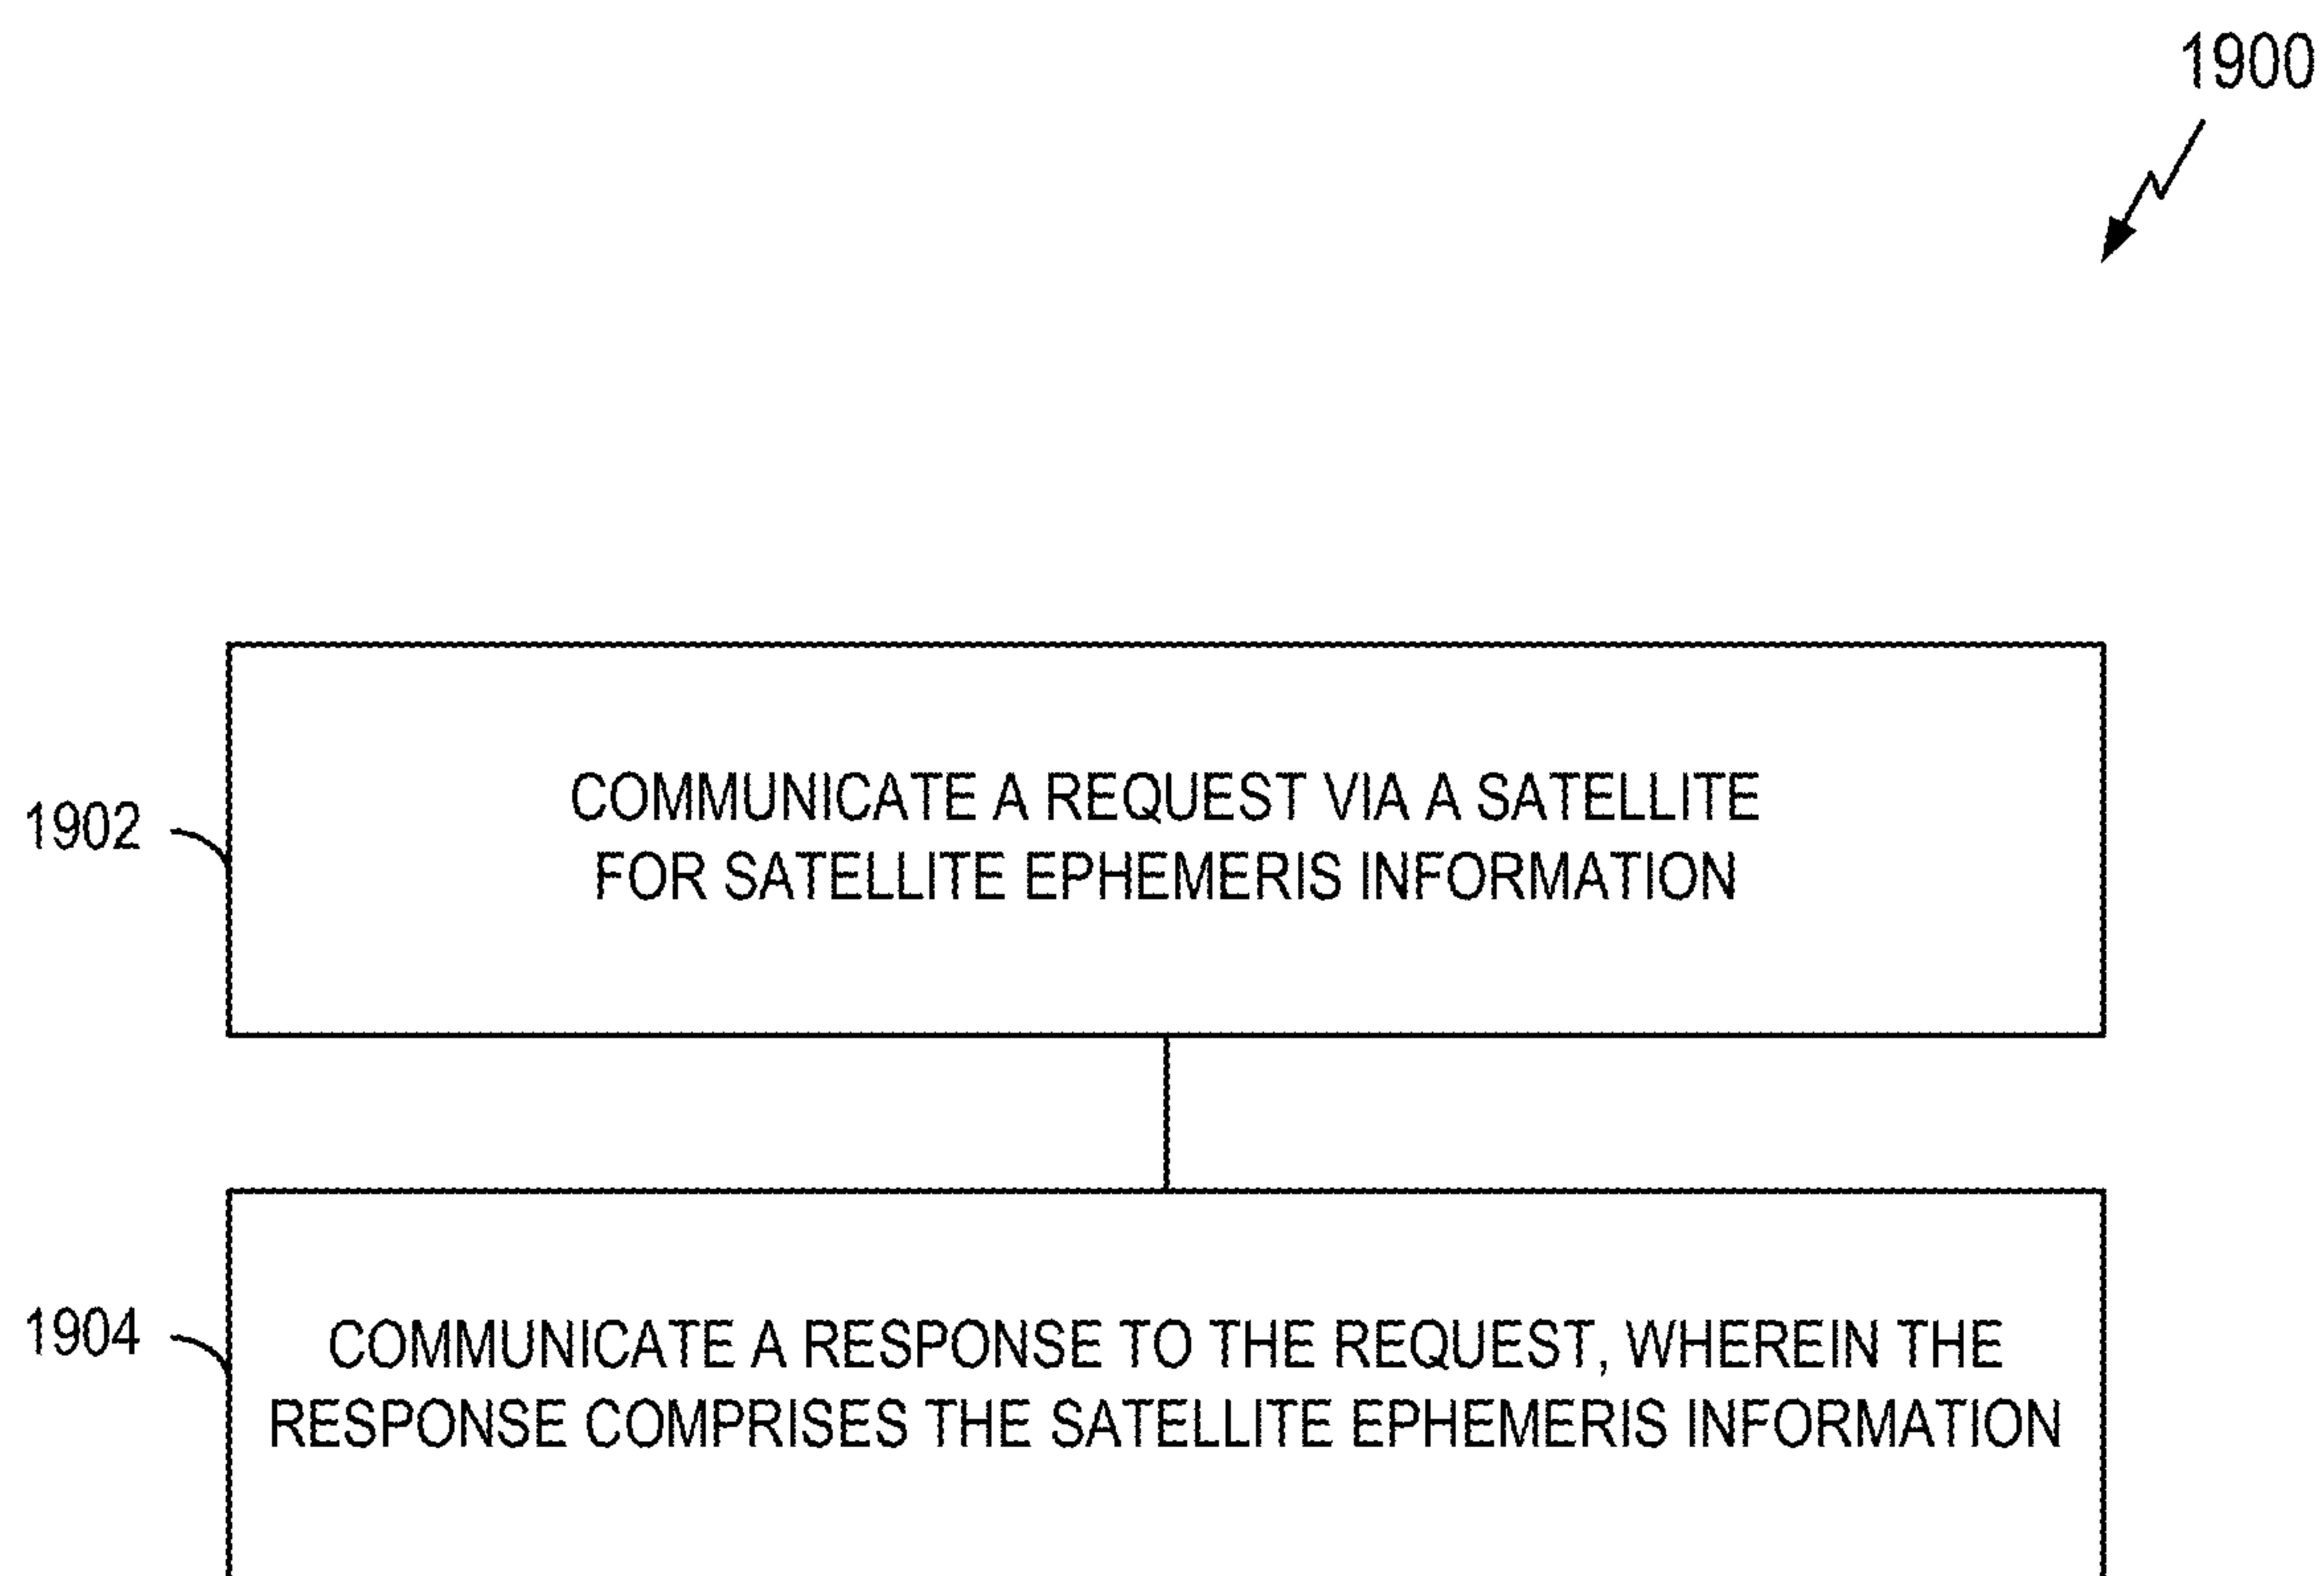 1900
1902
COMMUNICATE A REQUEST VIA A SATELLITE
FOR SATELLITE EPHEMERIS INFORMATION
1904
COMMUNICATE A RESPONSE TO THE REQUEST, WHEREIN THE
RESPONSE COMPRISES THE SATELLITE EPHEMERIS INFORMATION